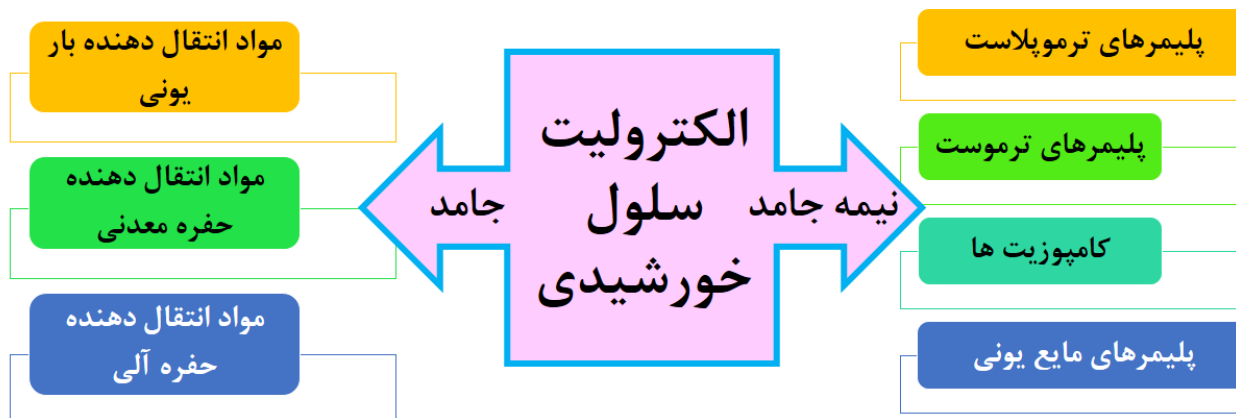 پلیمرهای ترموپلاست
پلیمرهای ترموست
کامپوزیت ها
پلیمرهای مایع یونی
الکترولیت
سلول
خورشیدی
نیمه جامد
جامد
مواد انتقال دهنده بار
یونی
مواد انتقال دهنده
حفره معدنی
مواد انتقال دهنده
حفره آلی